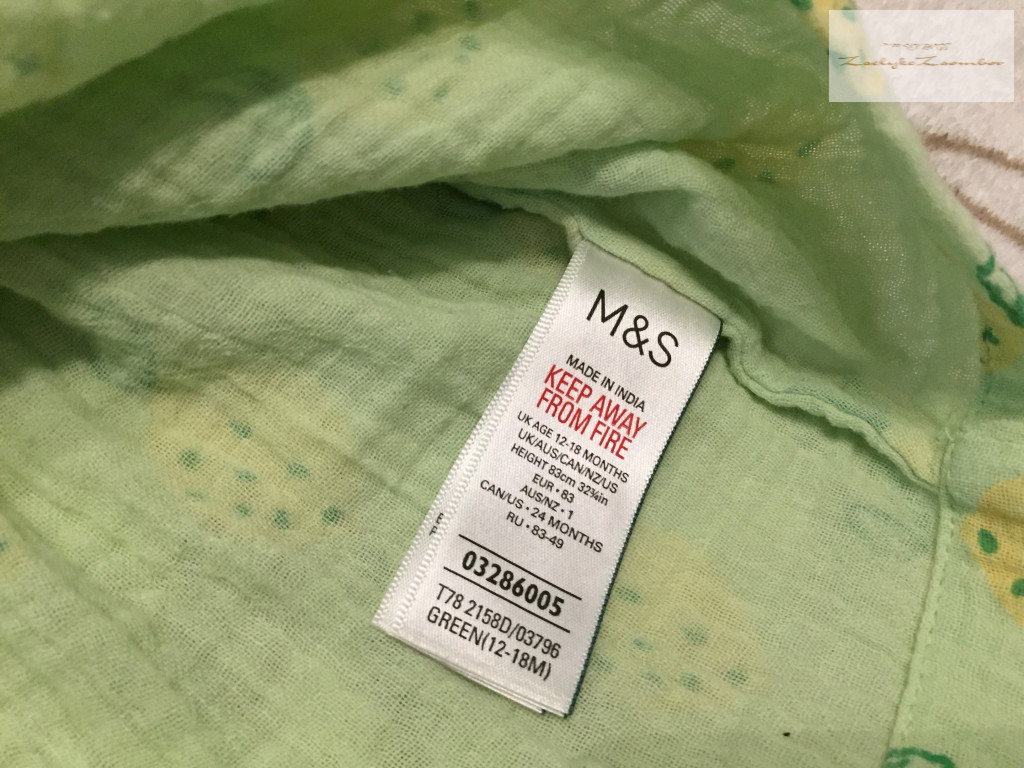 M&S
MADE IN INDIA
KEEP AWAY
FROM FIRE
UK AGE 12-18 MONTHS
UK/AUS/CAN/NZ/US
HEIGHT 83cm 32¾in
EUR • 83
AUS/NZ • 1
CAN/US • 24 MONTHS
RU • 83-49
03286005
T78 2158D/03796
GREEN(12-18M)